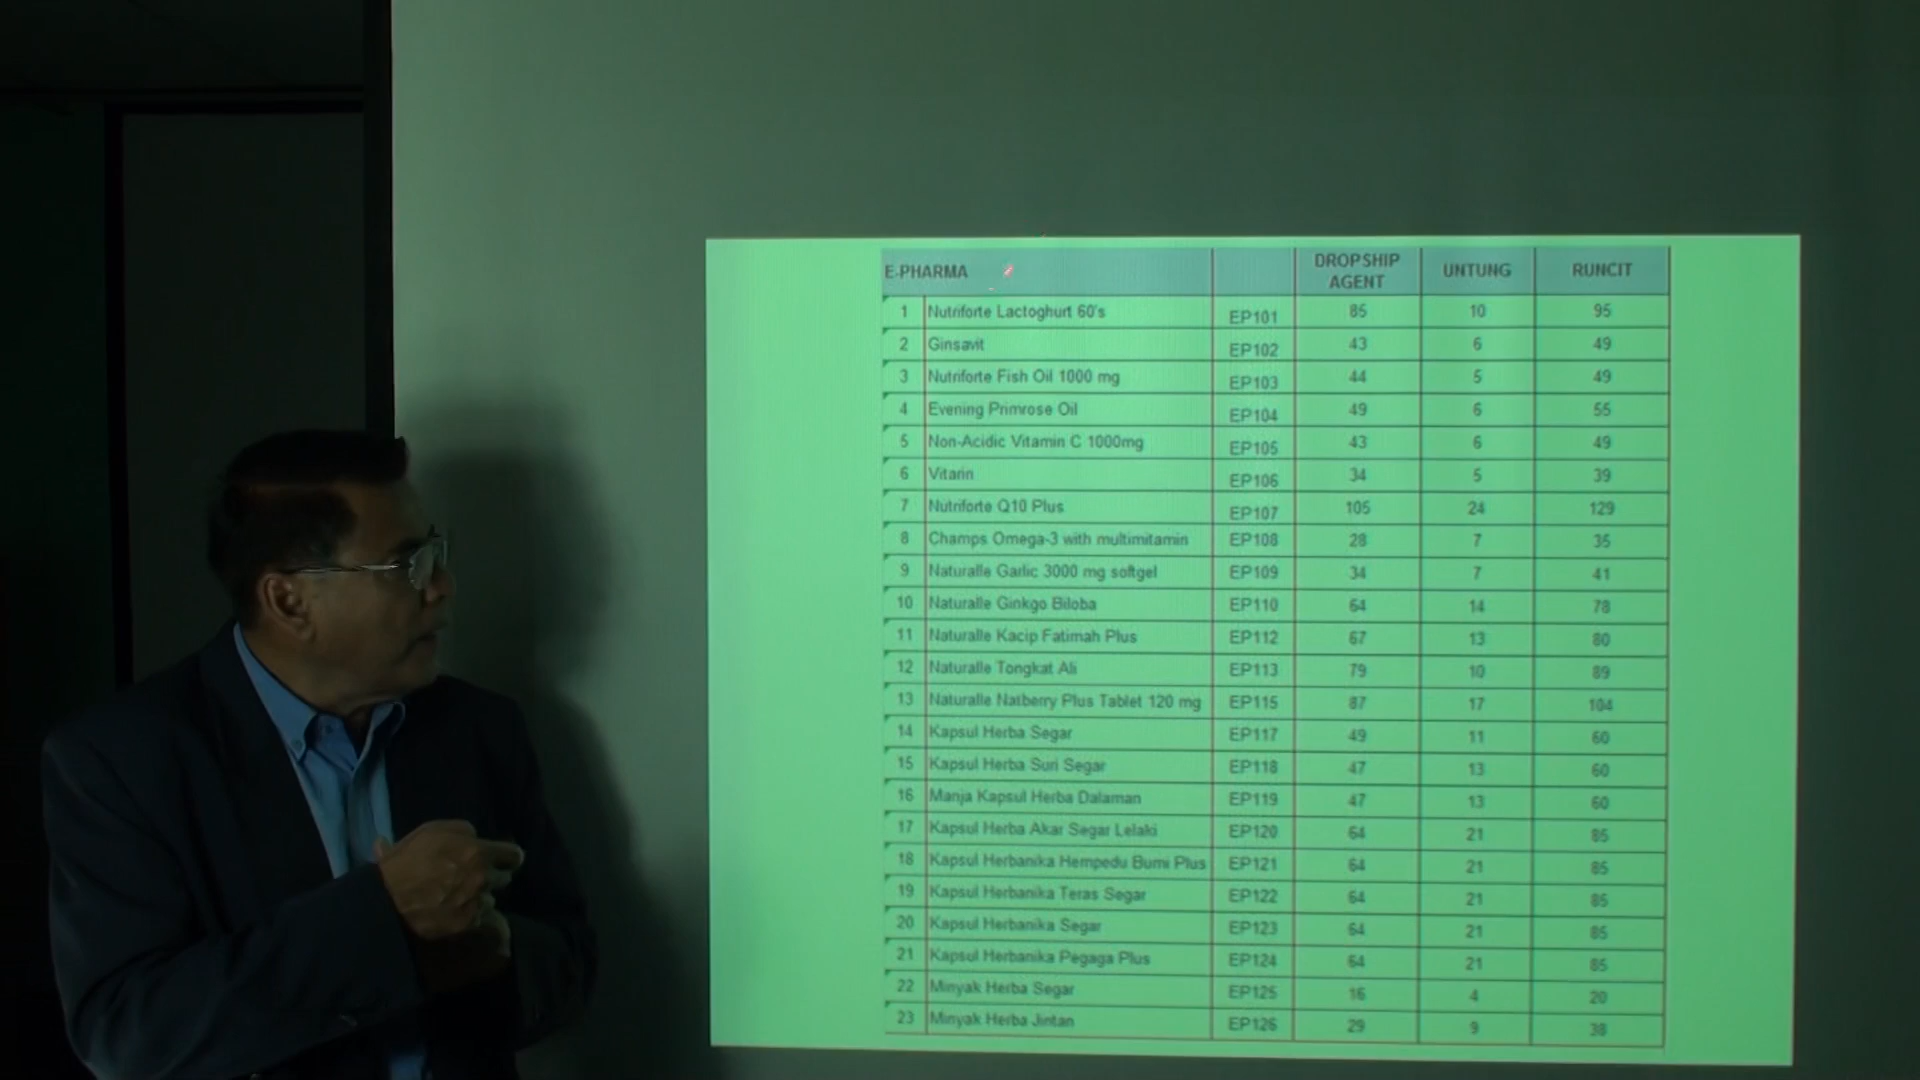 E-PHARMA DROPSHIP AGENT UNTUNG RUNCIT
1 Nutriforte Lactoghurt 60's EP101 85 10 95
2 Ginsavit EP102 43 6 49
3 Nutriforte Fish Oil 1000 mg EP103 44 5 49
4 Evening Primrose Oil EP104 49 6 55
5 Non-Acidic Vitamin C 1000mg EP105 43 6 49
6 Vitarin EP106 34 5 39
7 Nutriforte Q10 Plus EP107 105 24 129
8 Champs Omega-3 with multimitamin EP108 28 7 35
9 Naturalle Garlic 3000 mg softgel EP109 34 7 41
10 Naturalle Ginkgo Biloba EP110 64 14 78
11 Naturalle Kacip Fatimah Plus EP112 67 13 80
12 Naturalle Tongkat Ali EP113 79 10 89
13 Naturalle Natberry Plus Tablet 120 mg EP115 87 17 104
14 Kapsul Herba Segar EP117 49 11 60
15 Kapsul Herba Suri Segar EP118 47 13 60
16 Manja Kapsul Herba Dalaman EP119 47 13 60
17 Kapsul Herba Akar Segar Lelaki EP120 64 21 85
18 Kapsul Herbanika Hempedu Bumi Plus EP121 64 21 85
19 Kapsul Herbanika Teras Segar EP122 64 21 85
20 Kapsul Herbanika Segar EP123 64 21 85
21 Kapsul Herbanika Pegaga Plus EP124 64 21 85
22 Minyak Herba Segar EP125 16 4 20
23 Minyak Herba Jintan EP126 29 9 38